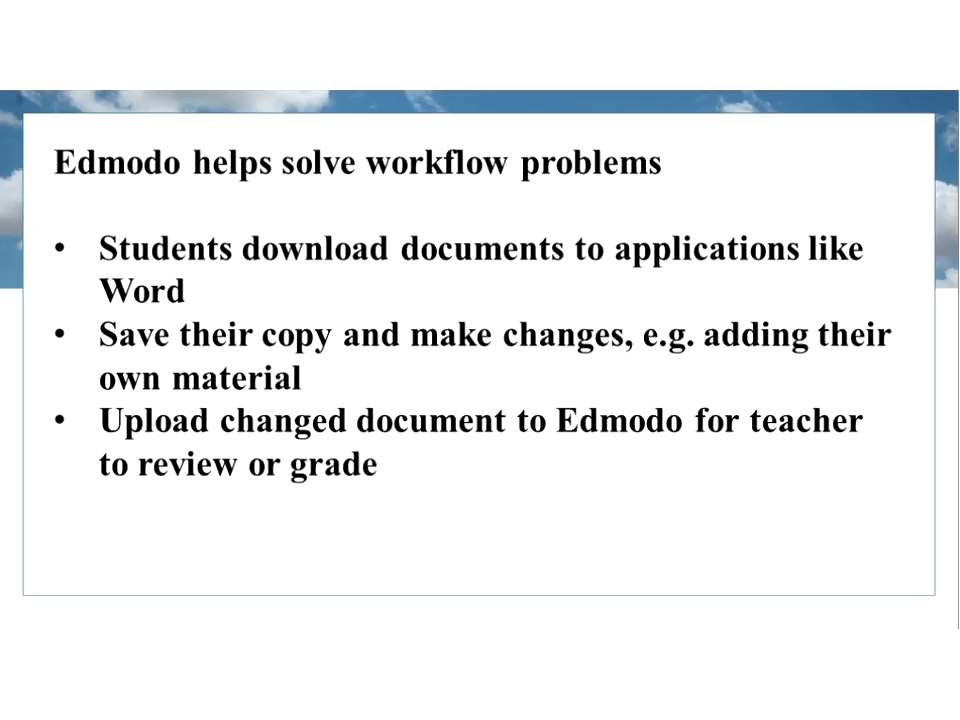 Edmodo helps solve workflow problems
• Students download documents to applications like
Word
• Save their copy and make changes, e.g. adding their
own material
• Upload changed document to Edmodo for teacher
to review or grade